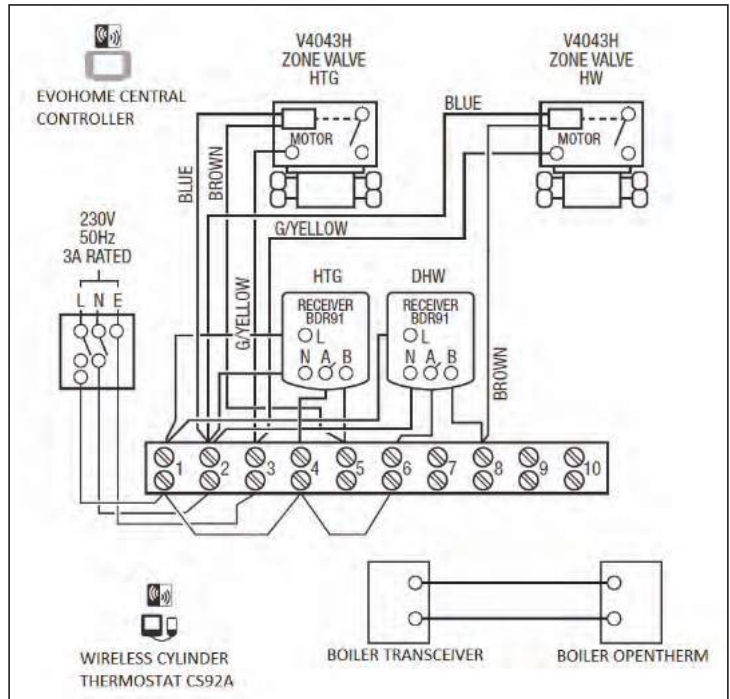 V4043H
ZONE VALVE
HTG
V4043H
ZONE VALVE
HW
EVOHOME CENTRAL
CONTROLLER
BLUE
MOTOR
MOTOR
BLUE
BROWN
G/YELLOW
230V
50Hz
3A RATED
L N E
G/YELLOW
HTG
DHW
RECEIVER
BDR91
L
N A B
RECEIVER
BDR91
L
N A B
BROWN
1 2 3 4 5 6 7 8 9 10
WIRELESS CYLINDER
THERMOSTAT CS92A
BOILER TRANSCEIVER
BOILER OPENTHERM